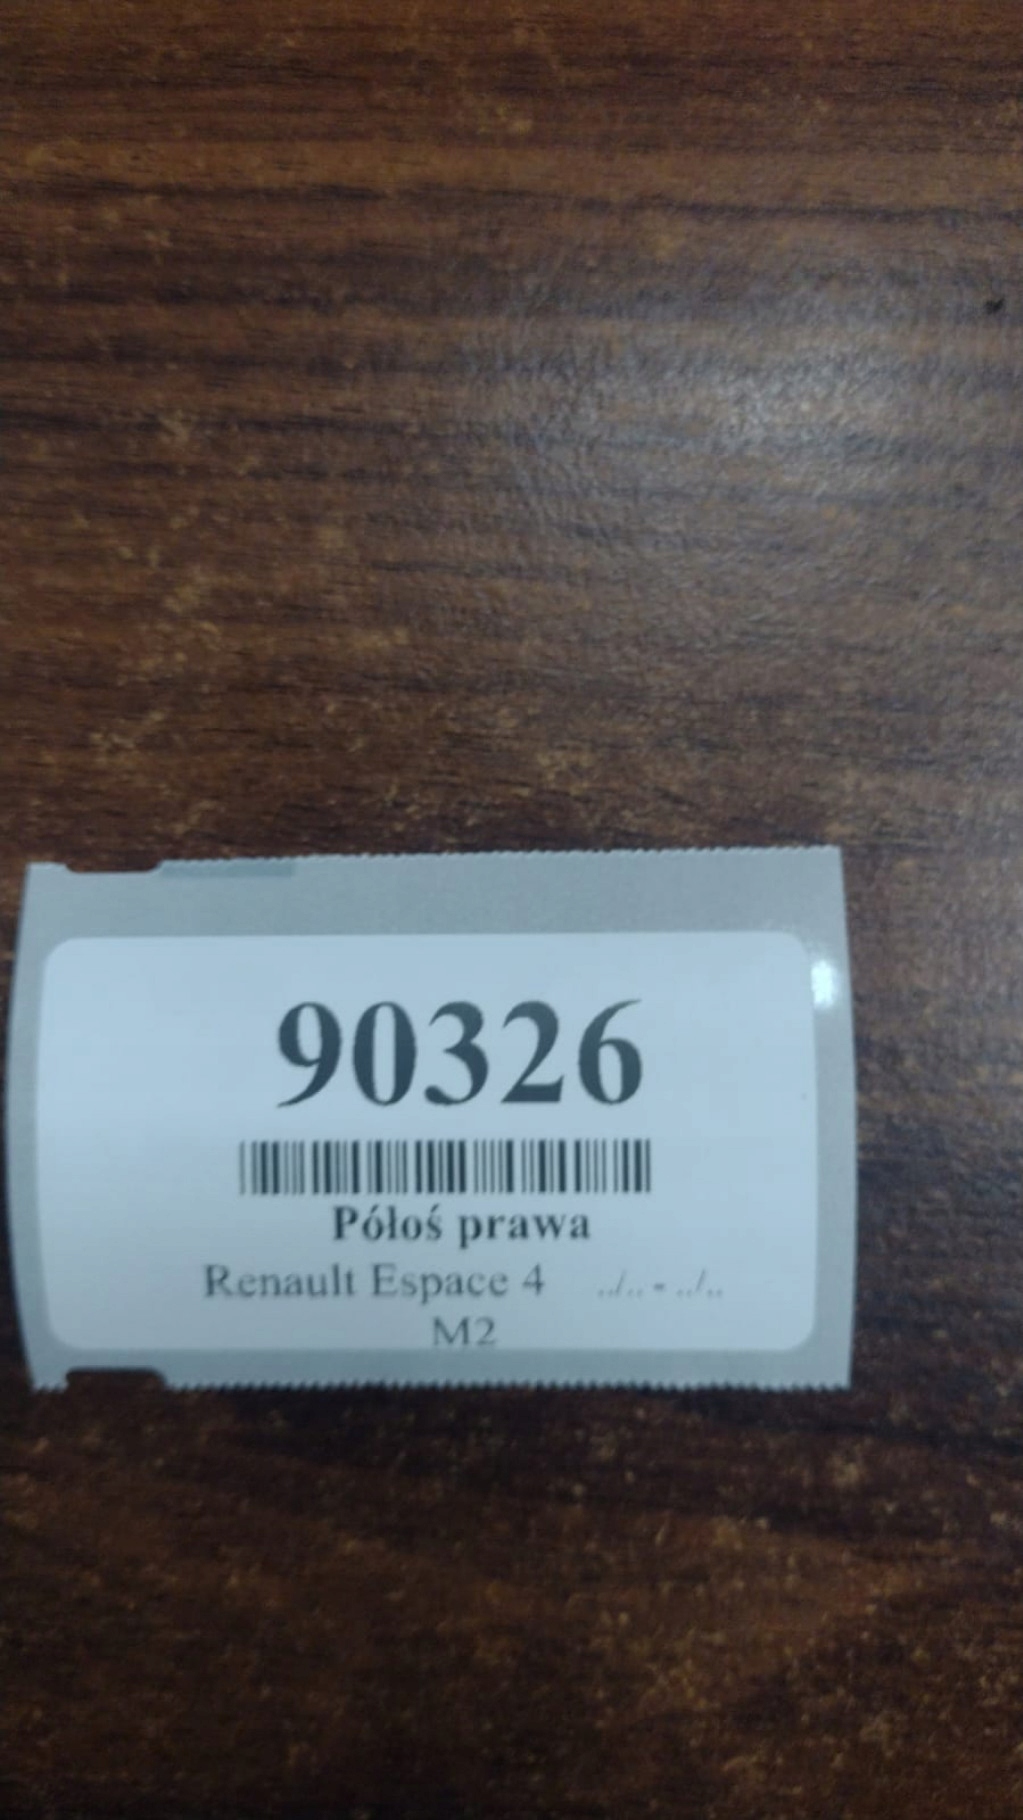 90326
Półoś prawa
Renault Espace 4 ../.. - ../..
M2